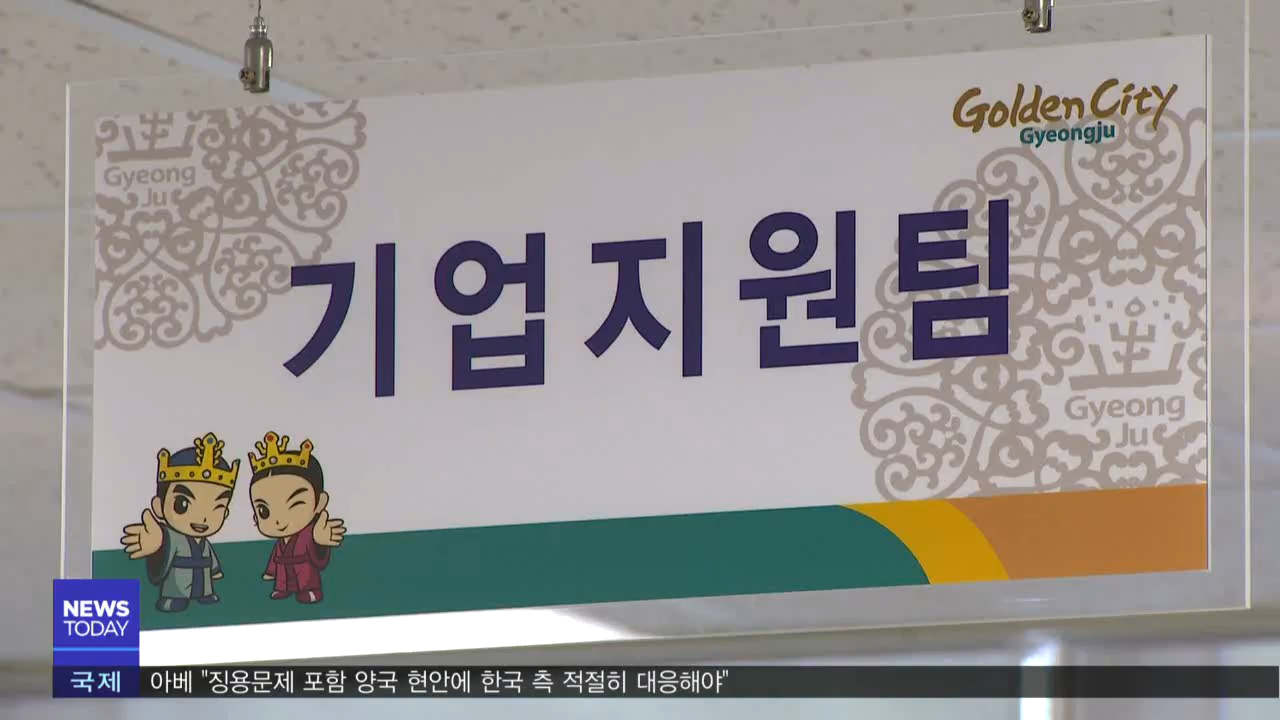 Golden City
Gyeongju
Gyeong
Ju
기업지원팀
Gyeong
Ju
NEWS
TODAY
국제 아베 "징용문제 포함 양국 현안에 한국 측 적절히 대응해야"